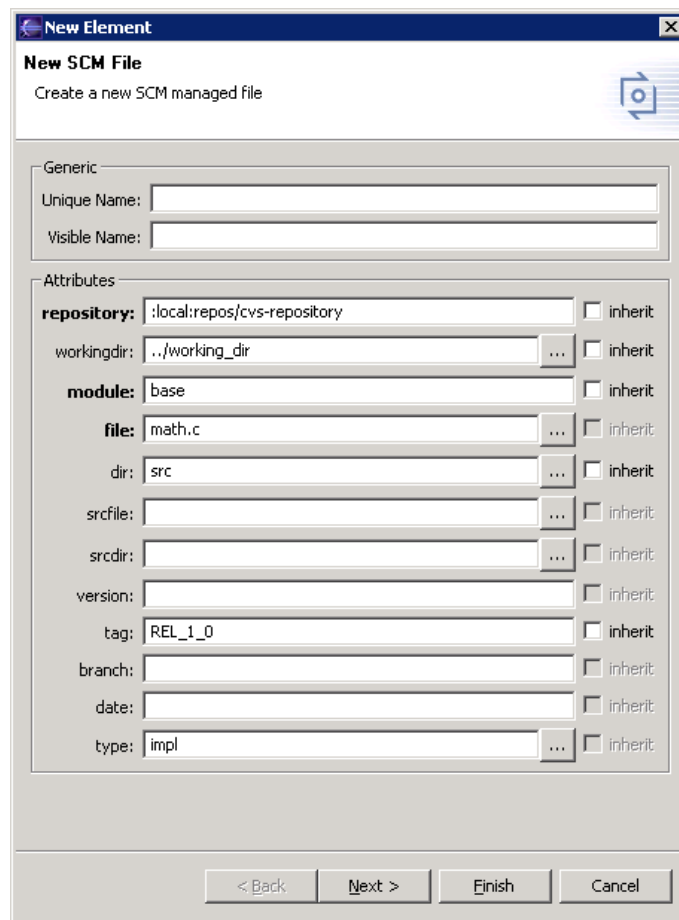 New Element
New SCM File
Create a new SCM managed file
Generic
Unique Name:
Visible Name:
Attributes
repository: :local:repos/cvs-repository inherit
workingdir: ../working_dir ... inherit
module: base inherit
file: math.c ... inherit
dir: src ... inherit
srcfile: ... inherit
srcdir: ... inherit
version: inherit
tag: REL_1_0 inherit
branch: inherit
date: inherit
type: impl ... inherit
< Back Next > Finish Cancel